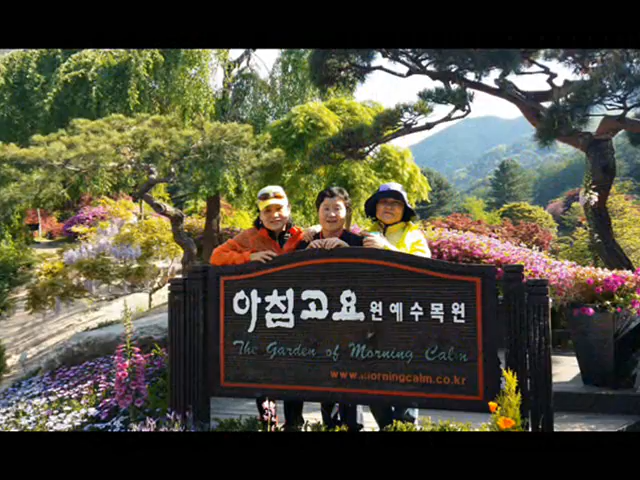 아침고요 원예수목원
The Garden of Morning Calm
www.morningcalm.co.kr